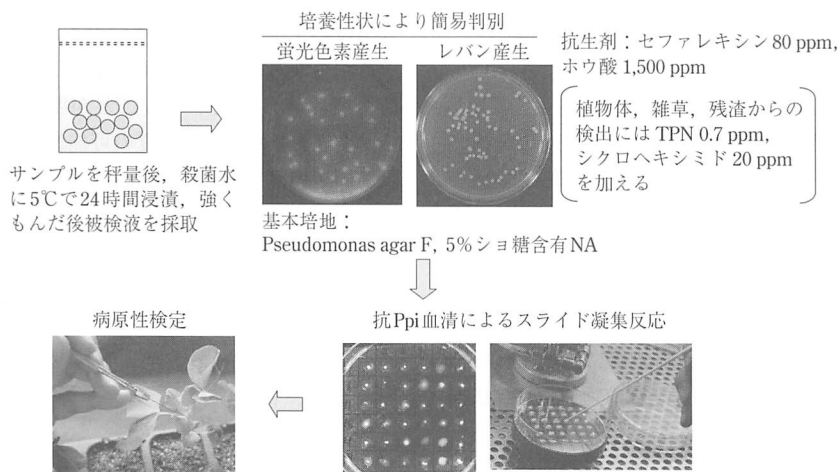 培養性状により簡易判別
蛍光色素産生
レバン産生
抗生剤：セファレキシン80 ppm,
ホウ酸1,500 ppm
植物体，雑草，残渣からの
検出にはTPN 0.7 ppm,
シクロヘキシミド20 ppm
を加える
サンプルを秤量後，殺菌水
に5℃で24時間浸漬，強く
もんだ後被検液を採取
基本培地：
Pseudomonas agar F, 5%ショ糖含有NA
抗Ppi血清によるスライド凝集反応
病原性検定